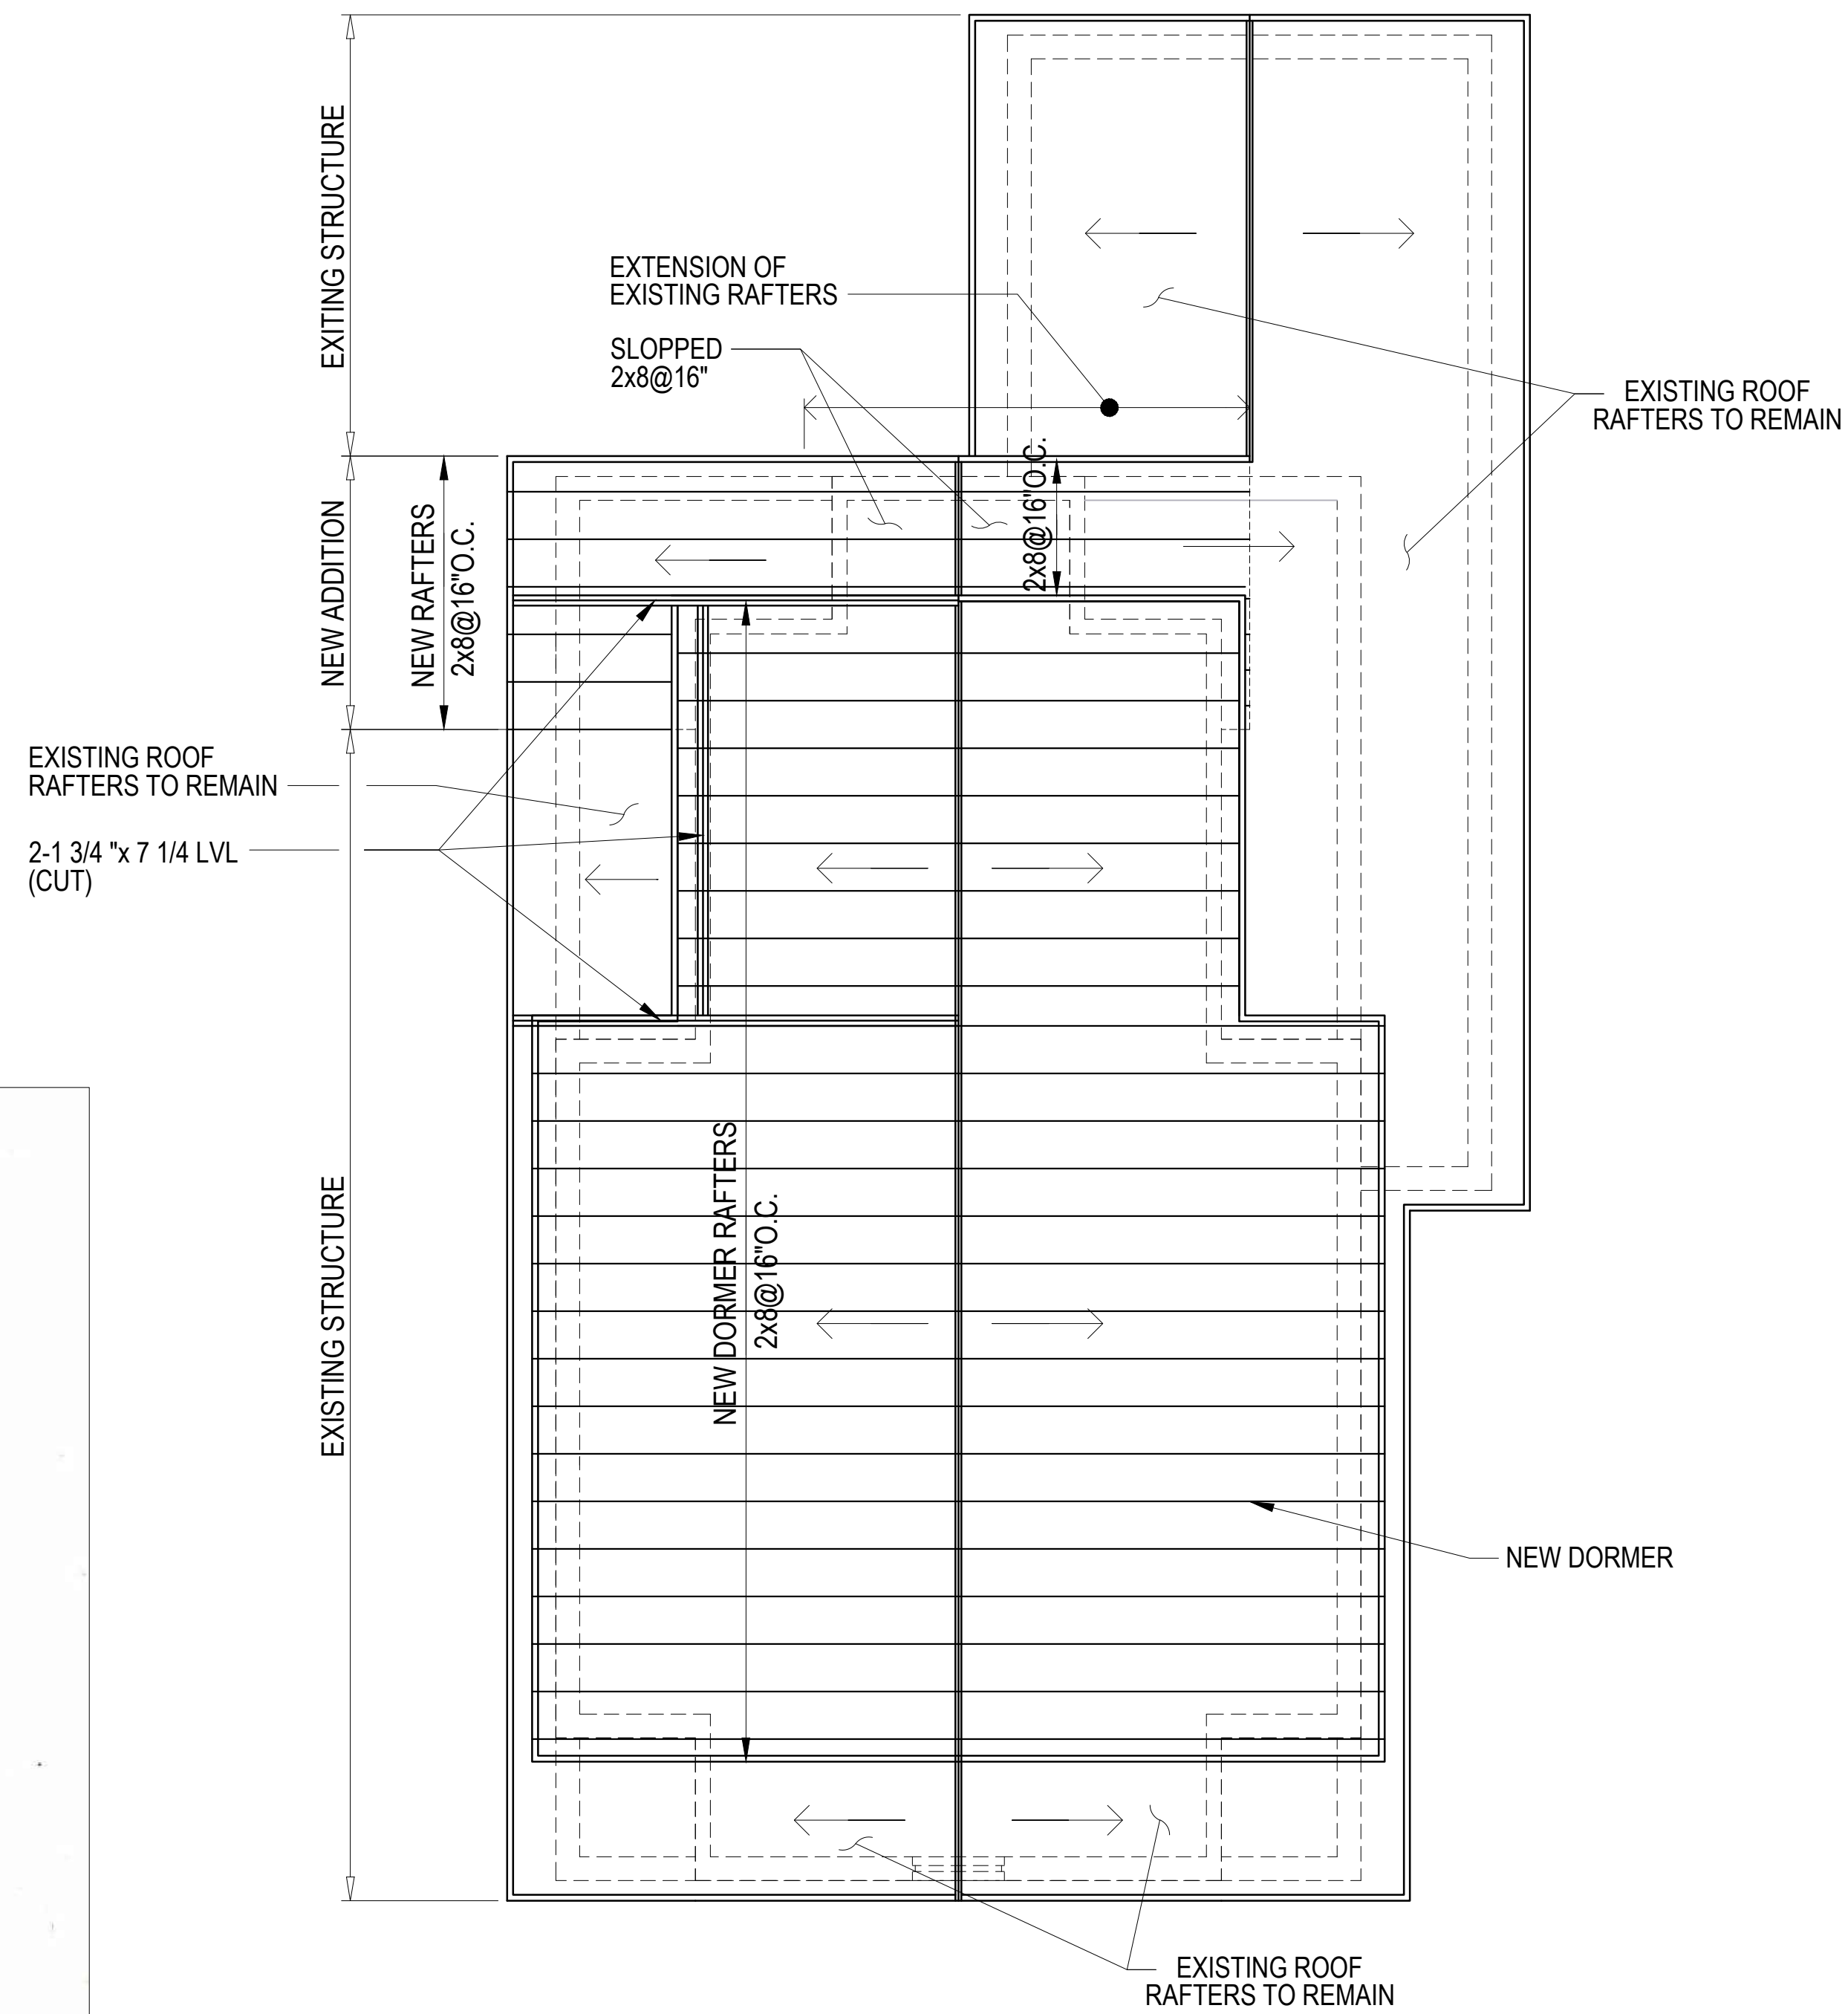 EXITING STRUCTURE
EXTENSION OF
EXISTING RAFTERS
SLOPPED
2x8@16"
EXISTING ROOF
RAFTERS TO REMAIN
NEW ADDITION
NEW RAFTERS
2x8@16"O.C.
2x8@16"O.C.
EXISTING ROOF
RAFTERS TO REMAIN
2-1 3/4 "x 7 1/4 LVL
(CUT)
EXISTING STRUCTURE
NEW DORMER RAFTERS
2x8@16"O.C.
NEW DORMER
EXISTING ROOF
RAFTERS TO REMAIN